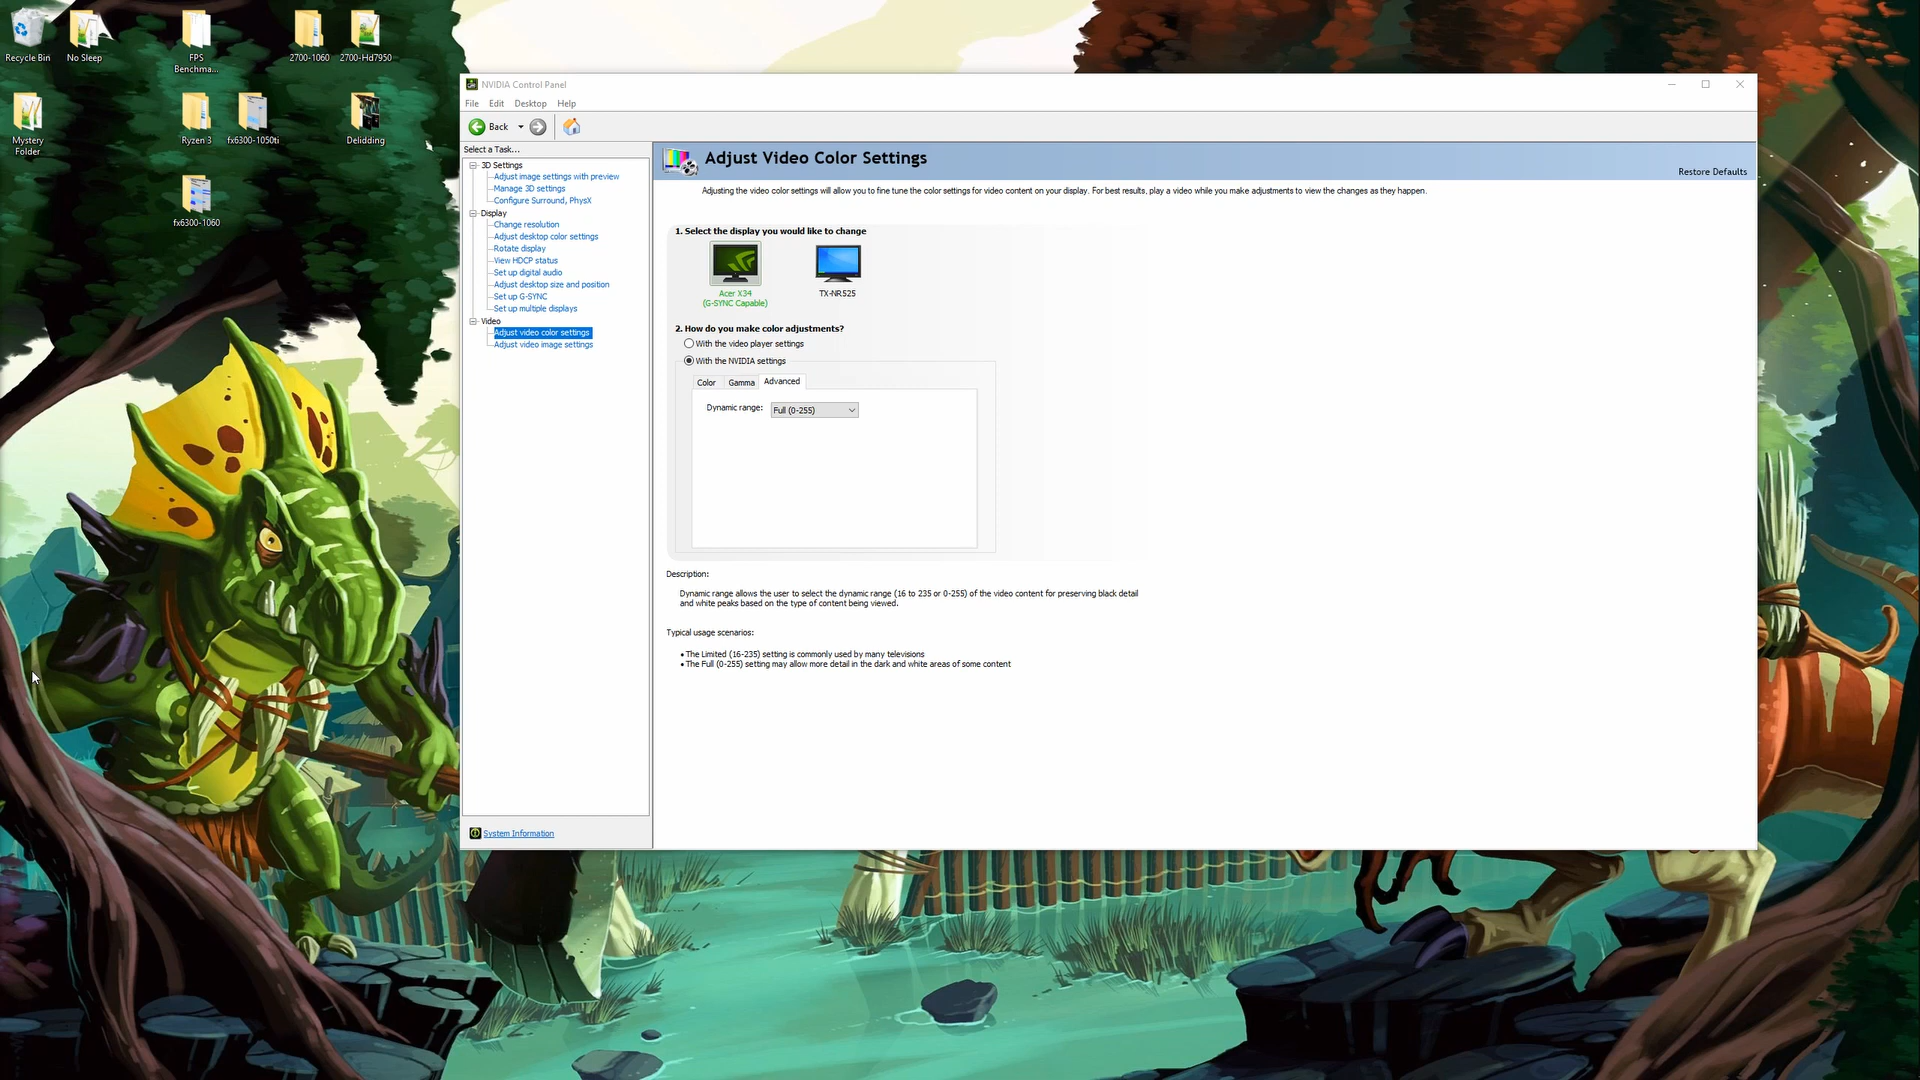 Recycle Bin
No Sleep
FPS
Benchma...
2700-1060
2700-Hd7950
Mystery
Folder
Ryzen 3
fx6300-1050ti
Delidding
fx6300-1060
NVIDIA Control Panel
File Edit Desktop Help
Back
Select a Task...
3D Settings
Adjust image settings with preview
Manage 3D settings
Configure Surround, PhysX
Display
Change resolution
Adjust desktop color settings
Rotate display
View HDCP status
Set up digital audio
Adjust desktop size and position
Set up G-SYNC
Set up multiple displays
Video
Adjust video color settings
Adjust video image settings
System Information
Adjust Video Color Settings
Restore Defaults
Adjusting the video color settings will allow you to fine tune the color settings for video content on your display. For best results, play a video while you make adjustments to view the changes as they happen.
1. Select the display you would like to change
Acer X34
(G-SYNC Capable)
TX-NR525
2. How do you make color adjustments?
With the video player settings
With the NVIDIA settings
Color Gamma Advanced
Dynamic range: Full (0-255)
Description:
Dynamic range allows the user to select the dynamic range (16 to 235 or 0-255) of the video content for preserving black detail
and white peaks based on the type of content being viewed.
Typical usage scenarios:
• The Limited (16-235) setting is commonly used by many televisions
• The Full (0-255) setting may allow more detail in the dark and white areas of some content